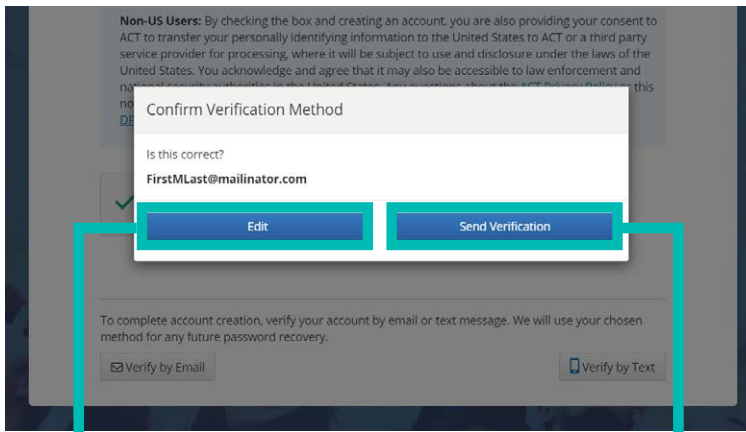 Non-US Users: By checking the box and creating an account, you are also providing your consent to
ACT to transfer your personally identifying information to the United States to ACT or a third party
service provider for processing, where it will be subject to use and disclosure under the laws of the
United States. You acknowledge and agree that it may also be accessible to law enforcement and
this
Confirm Verification Method
Is this correct?
FirstMLast@mailinator.com
Edit
Send Verification
To complete account creation, verify your account by email or text message. We will use your chosen
method for any future password recovery.
Verify by Email
Verify by Text